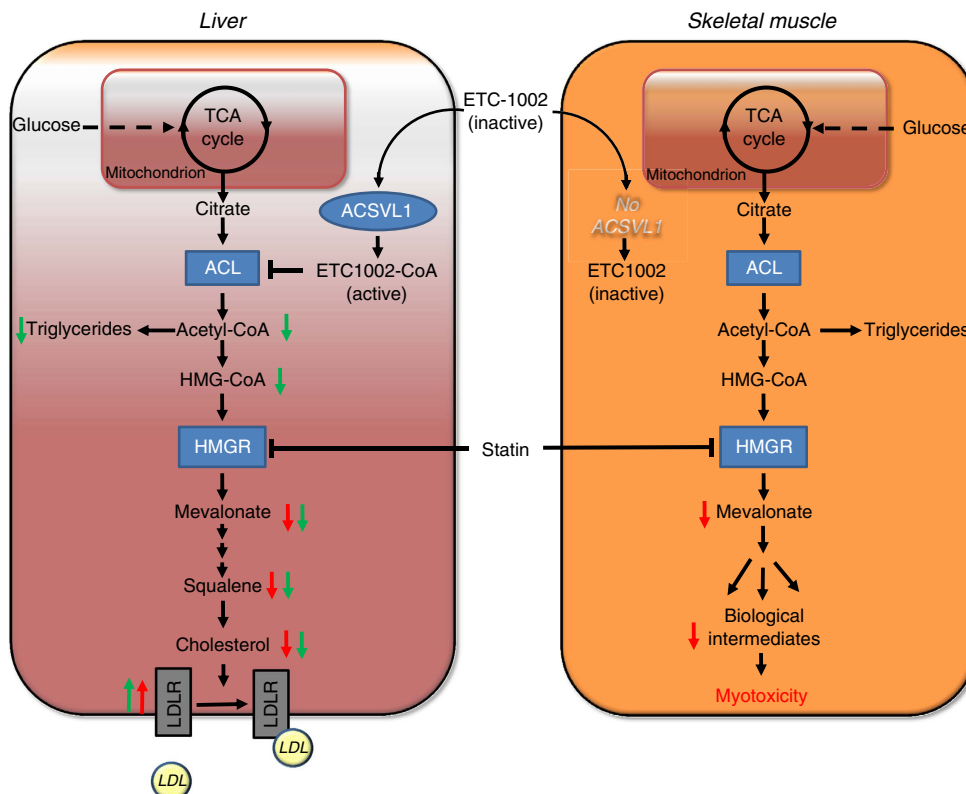 Liver
Skeletal muscle
TCA
cycle
Glucose
Mitochondrion
Citrate
ACL
Triglycerides
Acetyl-CoA
HMG-CoA
HMGR
Mevalonate
Squalene
Cholesterol
LDLR
LDLR
LDL
LDL
ETC-1002
(inactive)
ACSVL1
ETC1002-CoA
(active)
No
ACSVL1
ETC1002
(inactive)
Statin
TCA
cycle
Glucose
Mitochondrion
Citrate
ACL
Acetyl-CoA
Triglycerides
HMG-CoA
HMGR
Mevalonate
Biological
intermediates
Myotoxicity